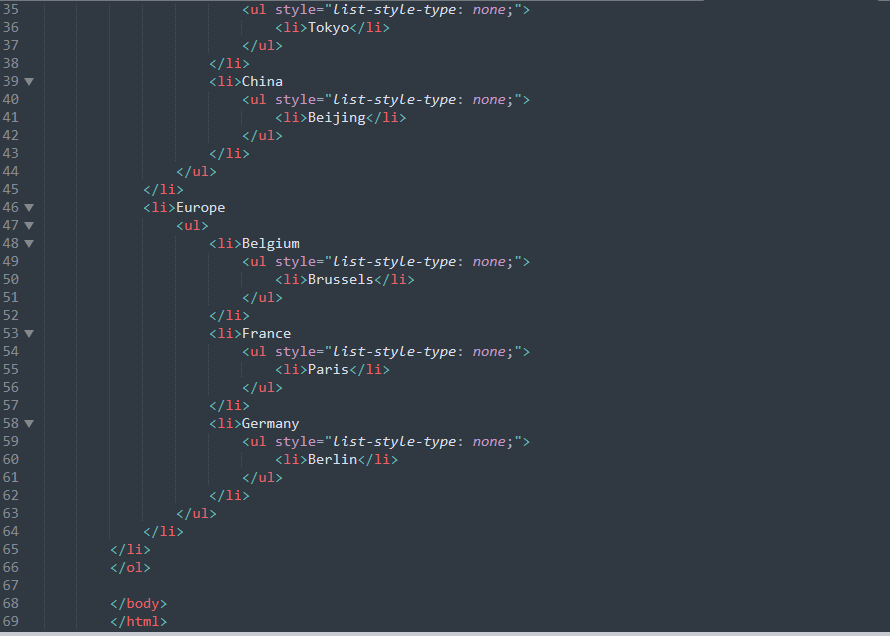 35 <ul style="list-style-type: none;">
36 <li>Tokyo</li>
37 </ul>
38 </li>
39 <li>China
40 <ul style="list-style-type: none;">
41 <li>Beijing</li>
42 </ul>
43 </li>
44 </ul>
45 </li>
46 <li>Europe
47 <ul>
48 <li>Belgium
49 <ul style="list-style-type: none;">
50 <li>Brussels</li>
51 </ul>
52 </li>
53 <li>France
54 <ul style="list-style-type: none;">
55 <li>Paris</li>
56 </ul>
57 </li>
58 <li>Germany
59 <ul style="list-style-type: none;">
60 <li>Berlin</li>
61 </ul>
62 </li>
63 </ul>
64 </li>
65 </li>
66 </ol>
67
68 </body>
69 </html>